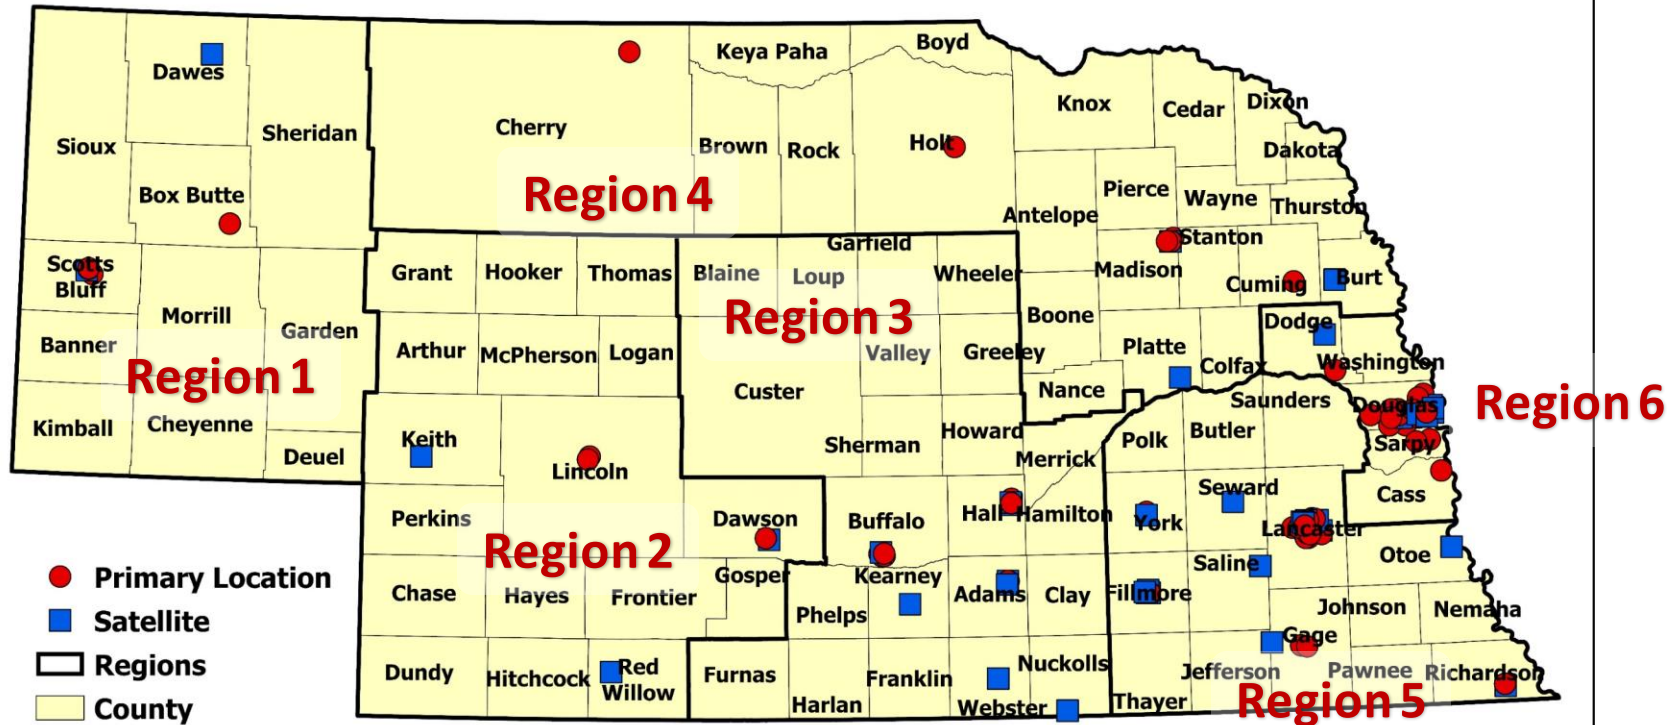 Boyd
Keya Paha
Dawes
Dixon
Knox
Cedar
Cherry
Sheridan
Sioux
Brown
Rock
Holt
Dakota
Box Butte
Region 4
Pierce
Wayne
Thurston
Antelope
Stanton
Garfield
Scotts
Bluff
Grant
Hooker
Thomas
Blaine
Loup
Wheeler
Madison
Cuming
Burt
Morrill
Garden
Region 3
Boone
Dodge
Banner
Arthur
McPherson
Logan
Valley
Greeley
Platte
Colfax
Washington
Region 1
Custer
Nance
Saunders
Douglas
Region 6
Kimball
Cheyenne
Keith
Sherman
Howard
Polk
Butler
Sarpy
Deuel
Lincoln
Merrick
Seward
Cass
Perkins
Dawson
Buffalo
Hall
Hamilton
York
Lancaster
Region 2
Otoe
Primary Location
Chase
Hayes
Frontier
Gosper
Kearney
Adams
Clay
Fillmore
Saline
Satellite
Phelps
Johnson
Nemaha
Gage
Regions
Dundy
Hitchcock
Red
Willow
Furnas
Franklin
Nuckolls
Jefferson
Pawnee
Richardson
County
Harlan
Webster
Thayer
Region 5